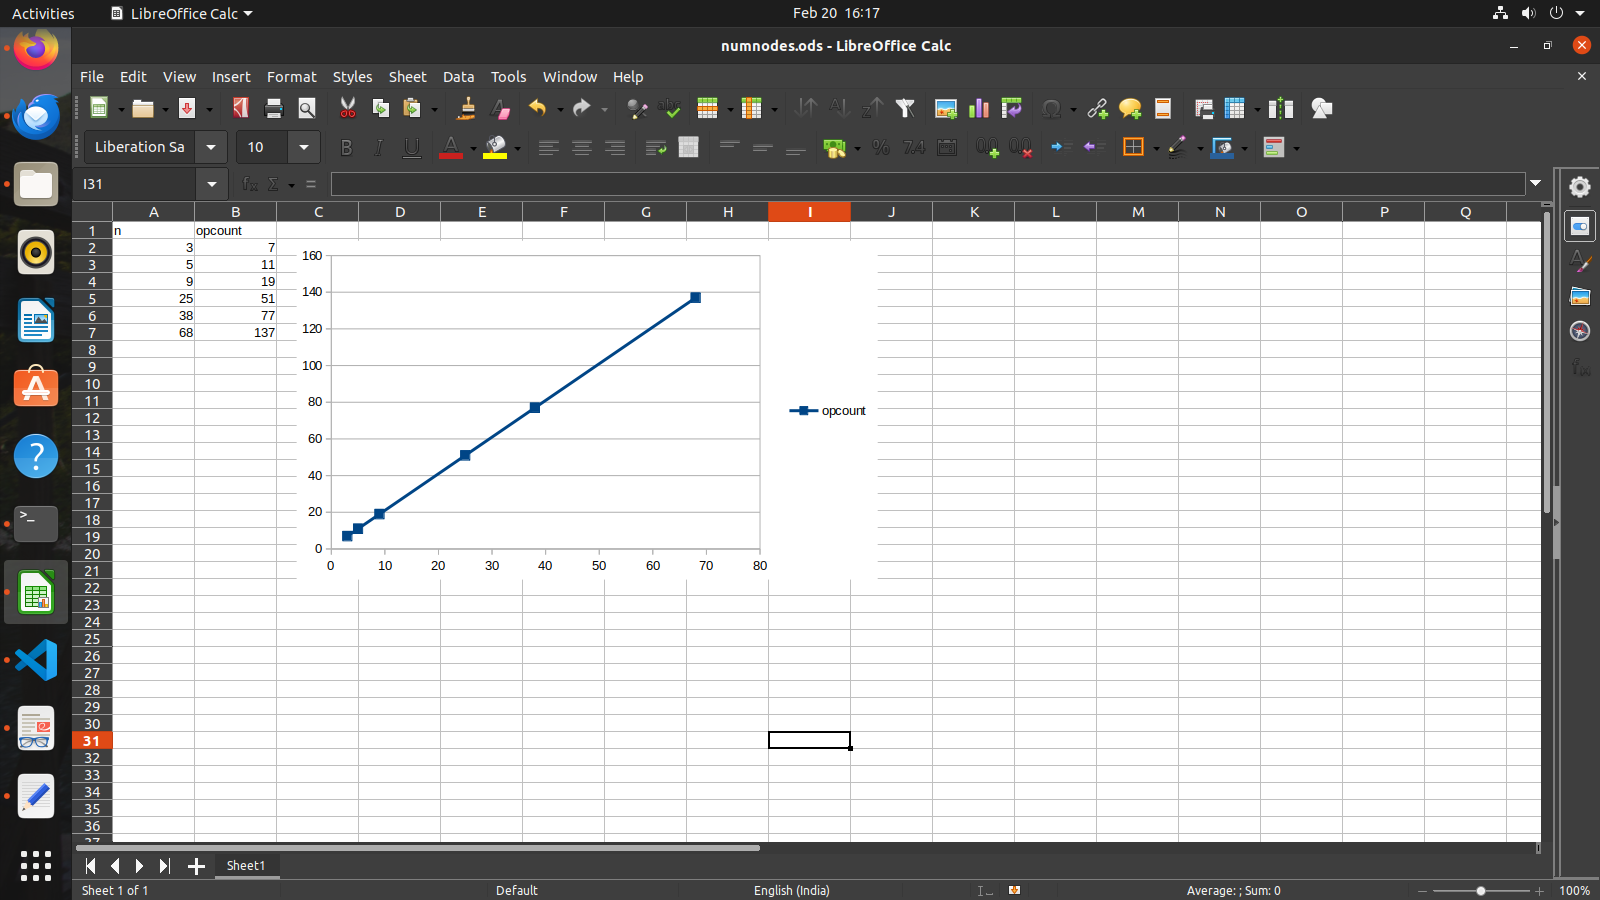 Activities LibreOffice Calc Feb 20 16:17
numnodes.ods - LibreOffice Calc
File Edit View Insert Format Styles Sheet Data Tools Window Help
Liberation Sa 10
I31
A B C D E F G H I J K L M N O P Q
1 n opcount
2 3 7
3 5 11
4 9 19
5 25 51
6 38 77
7 68 137
8
9
10
11
12
13
14
15
16
17
18
19
20
21
22
23
24
25
26
27
28
29
30
31
32
33
34
35
36
37
160
140
120
100
80
60
40
20
0
0 10 20 30 40 50 60 70 80
opcount
Sheet1
Sheet 1 of 1 Default English (India) Average: ; Sum: 0 100%